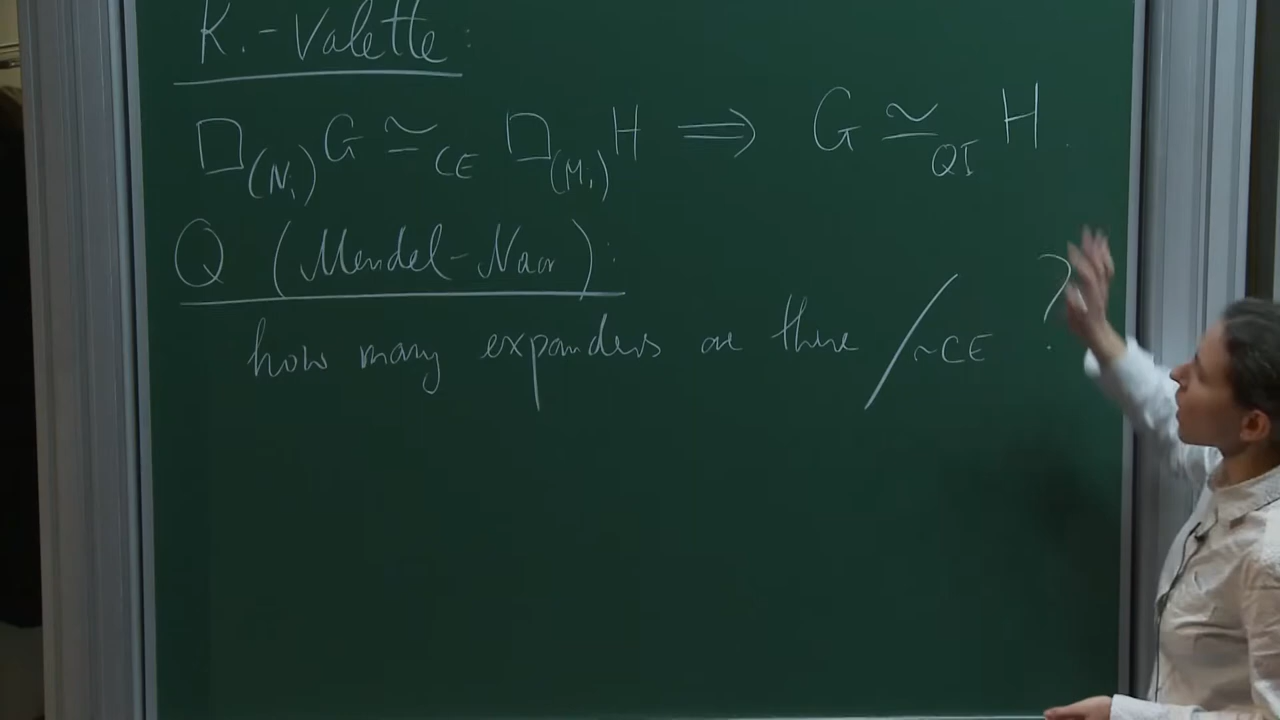 K.-Valette:
□_(N_i) G ≃_CE □_(M_i) H ⟹ G ≃_QI H.
Q (Mendel-Naor):
how many expanders are there / ~CE ?